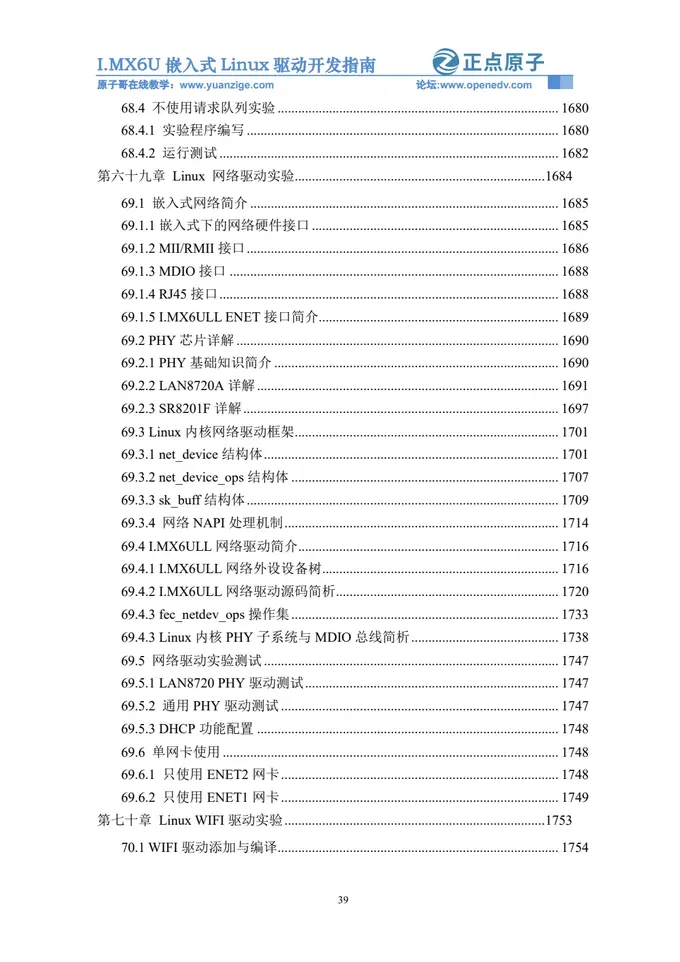 I.MX6U 嵌入式 Linux 驱动开发指南
正点原子
原子哥在线教学：www.yuanzige.com 论坛:www.openedv.com
68.4 不使用请求队列实验 ................ 1680
68.4.1 实验程序编写 ................ 1680
68.4.2 运行测试 ................ 1682
第六十九章 Linux 网络驱动实验 ................ 1684
69.1 嵌入式网络简介 ................ 1685
69.1.1 嵌入式下的网络硬件接口 ................ 1685
69.1.2 MII/RMII 接口 ................ 1686
69.1.3 MDIO 接口 ................ 1688
69.1.4 RJ45 接口 ................ 1688
69.1.5 I.MX6ULL ENET 接口简介 ................ 1689
69.2 PHY 芯片详解 ................ 1690
69.2.1 PHY 基础知识简介 ................ 1690
69.2.2 LAN8720A 详解 ................ 1691
69.2.3 SR8201F 详解 ................ 1697
69.3 Linux 内核网络驱动框架 ................ 1701
69.3.1 net_device 结构体 ................ 1701
69.3.2 net_device_ops 结构体 ................ 1707
69.3.3 sk_buff 结构体 ................ 1709
69.3.4 网络 NAPI 处理机制 ................ 1714
69.4 I.MX6ULL 网络驱动简介 ................ 1716
69.4.1 I.MX6ULL 网络外设设备树 ................ 1716
69.4.2 I.MX6ULL 网络驱动源码简析 ................ 1720
69.4.3 fec_netdev_ops 操作集 ................ 1733
69.4.3 Linux 内核 PHY 子系统与 MDIO 总线简析 ................ 1738
69.5 网络驱动实验测试 ................ 1747
69.5.1 LAN8720 PHY 驱动测试 ................ 1747
69.5.2 通用 PHY 驱动测试 ................ 1747
69.5.3 DHCP 功能配置 ................ 1748
69.6 单网卡使用 ................ 1748
69.6.1 只使用 ENET2 网卡 ................ 1748
69.6.2 只使用 ENET1 网卡 ................ 1749
第七十章 Linux WIFI 驱动实验 ................ 1753
70.1 WIFI 驱动添加与编译 ................ 1754
39